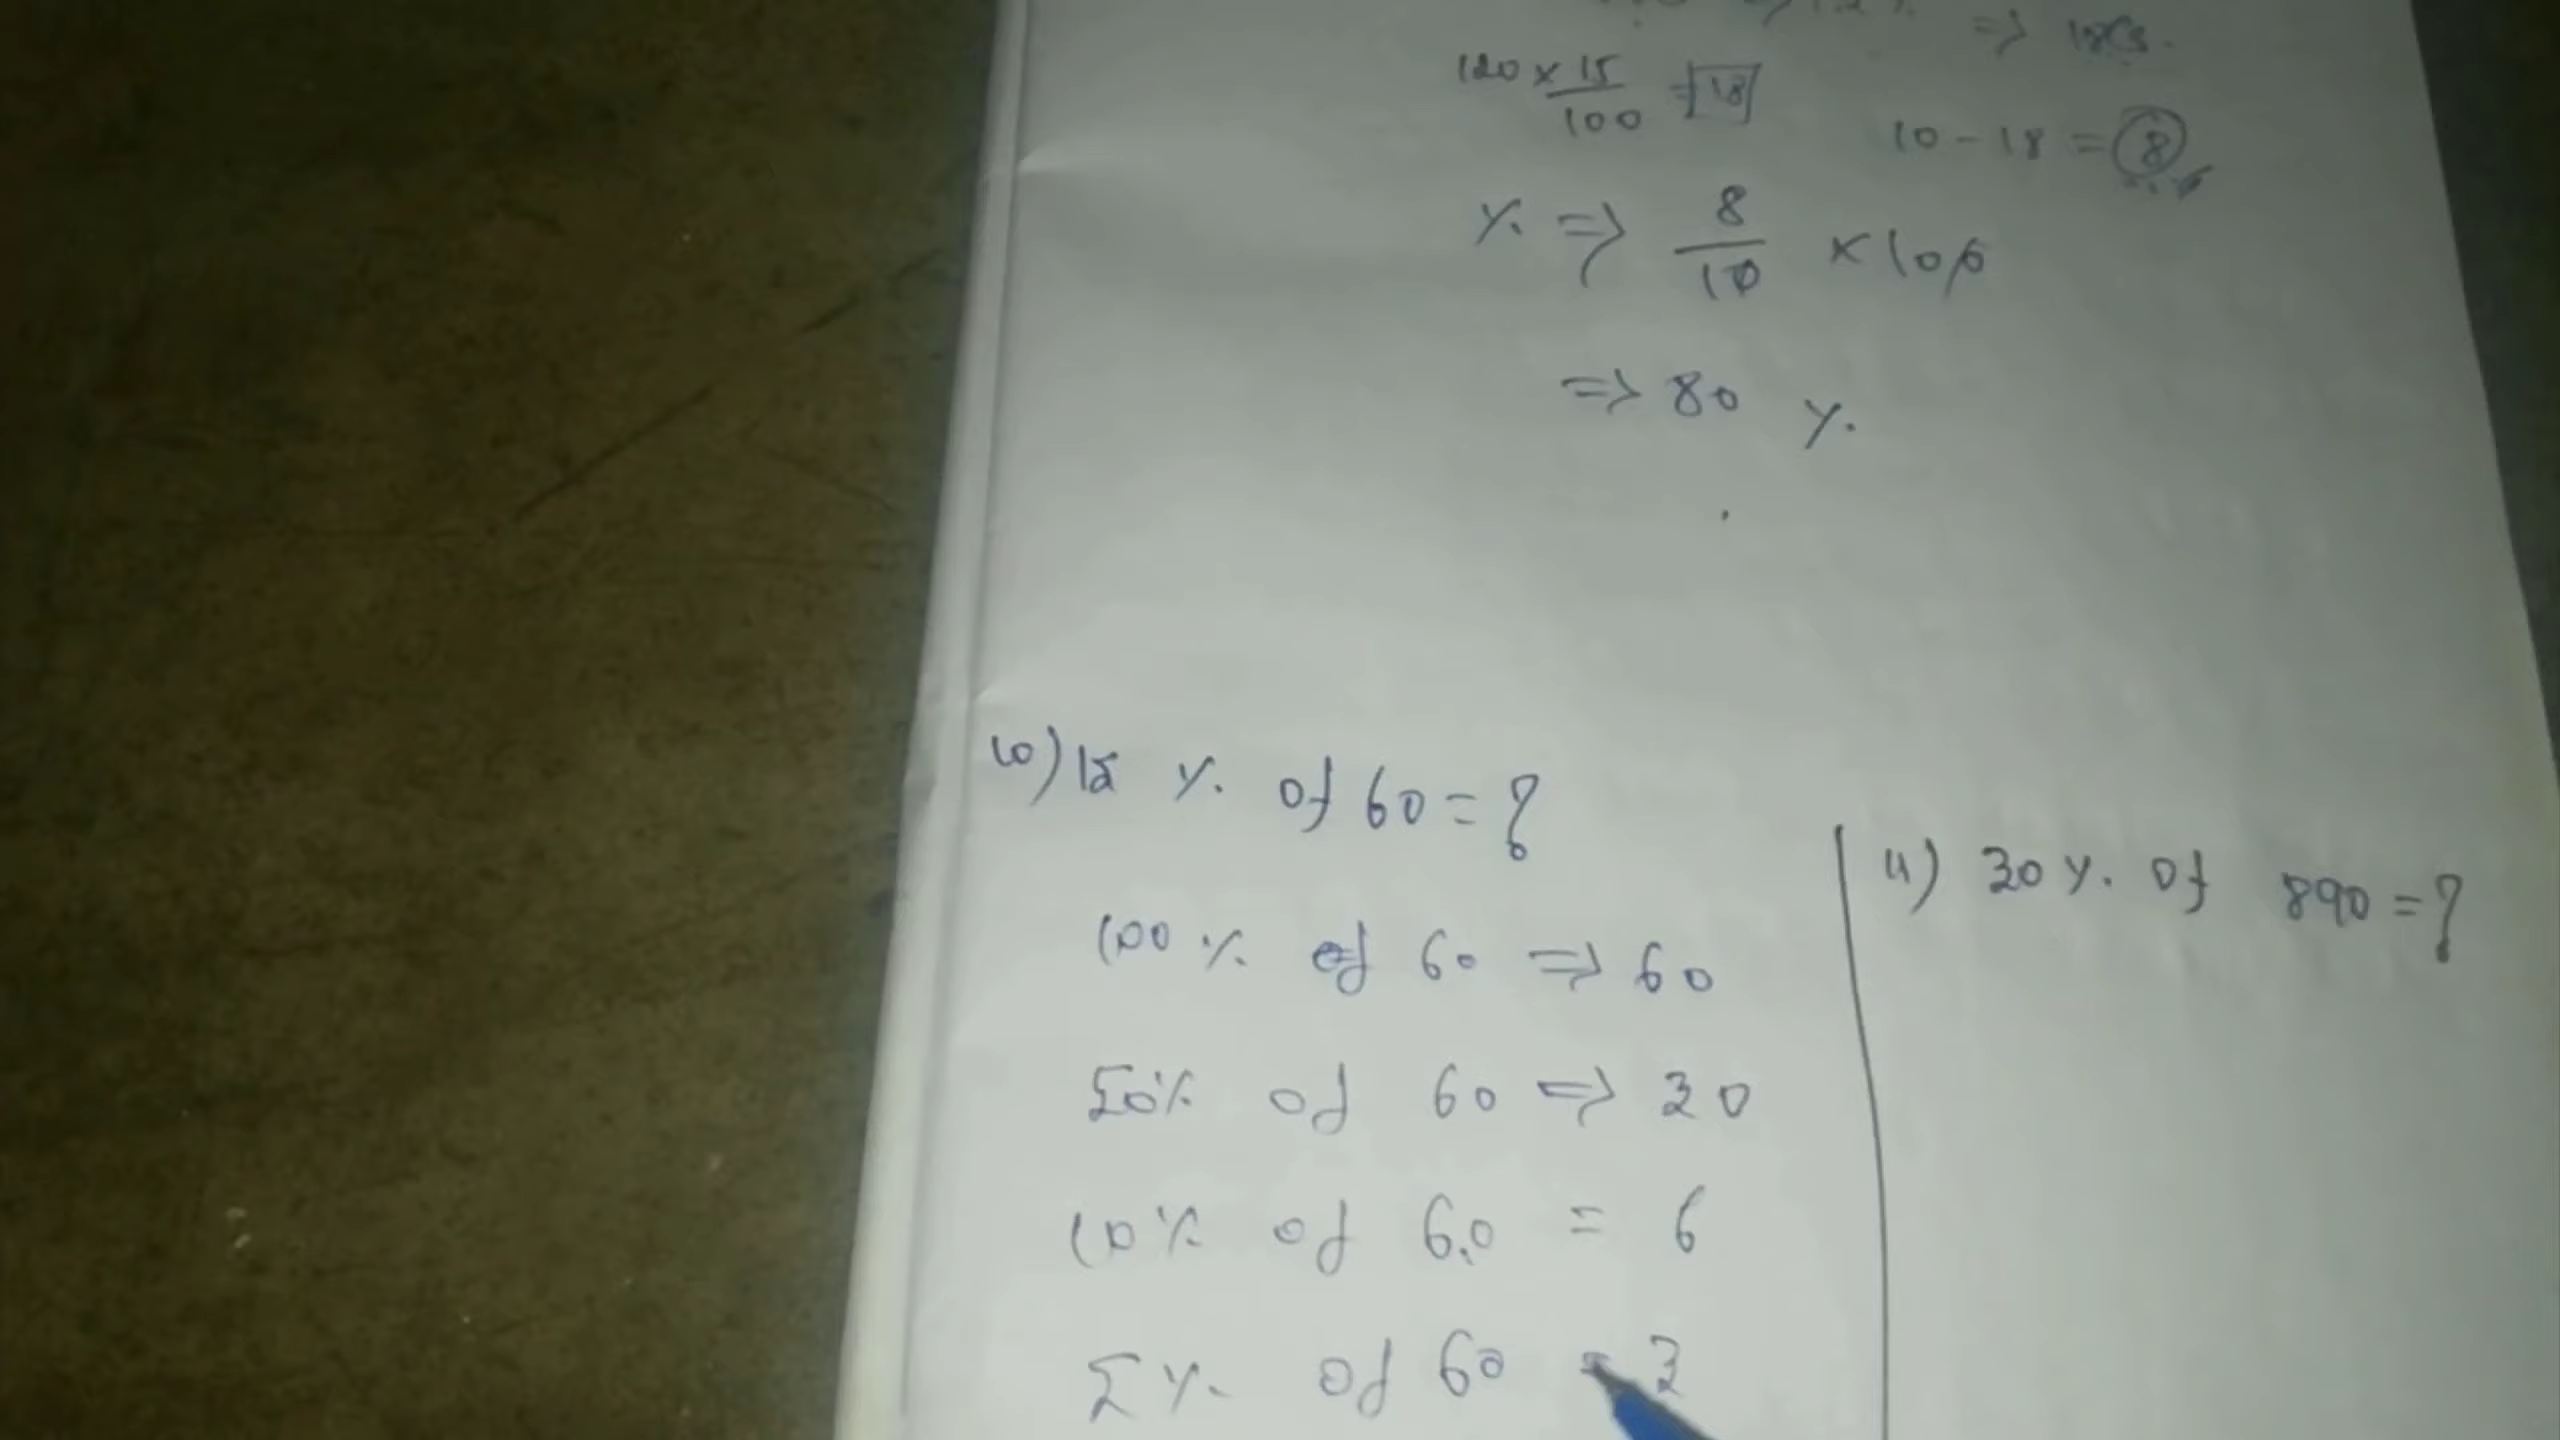 120 × 15/100 = 18
10 - 18 = 8
% ⇒ 8/10 × 100
⇒ 80 %
10) 15 % of 60 = ?
100 % of 60 ⇒ 60
50% of 60 ⇒ 30
10% of 60 = 6
5 % of 60 = 3
11) 30 % of 890 = ?